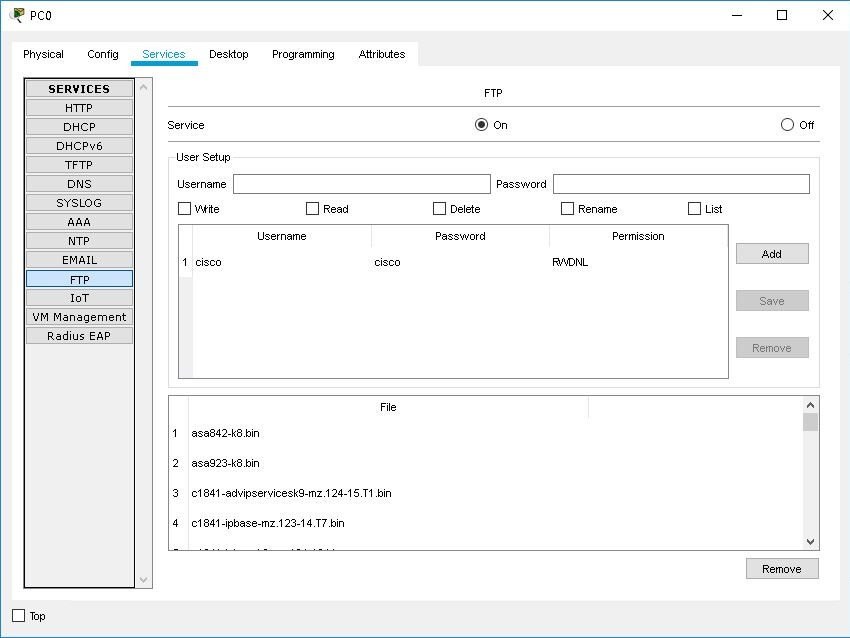 PC0
Physical Config Services Desktop Programming Attributes
SERVICES
HTTP
DHCP
DHCPv6
TFTP
DNS
SYSLOG
AAA
NTP
EMAIL
FTP
IoT
VM Management
Radius EAP
FTP
Service On Off
User Setup
Username Password
Write Read Delete Rename List
Username Password Permission
1 cisco cisco RWDNL
Add
Save
Remove
File
1 asa842-k8.bin
2 asa923-k8.bin
3 c1841-advipservicesk9-mz.124-15.T1.bin
4 c1841-ipbase-mz.123-14.T7.bin
Remove
Top